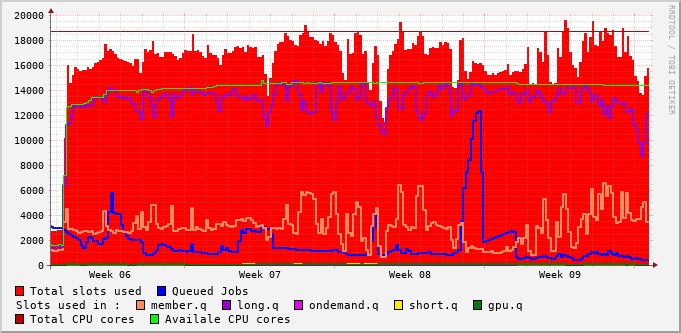 20000
18000
16000
14000
12000
10000
8000
6000
4000
2000
0
Week 06 Week 07 Week 08 Week 09
RRDTOOL / TOBI OETIKER
Total slots used Queued Jobs
Slots used in : member.q long.q ondemand.q short.q gpu.q
Total CPU cores Availale CPU cores